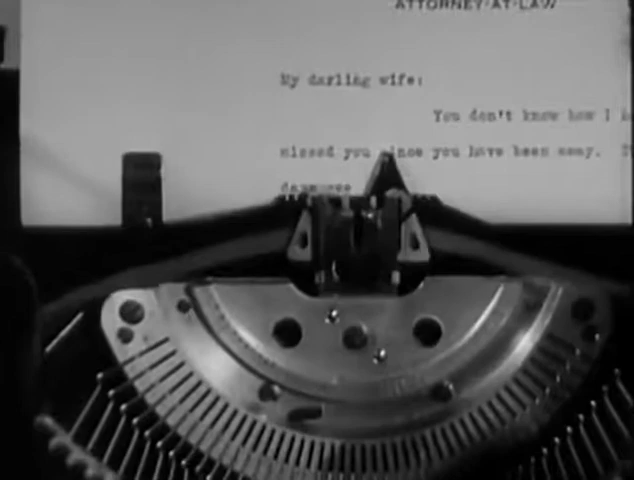 ATTORNEY-AT-LAW
My darling wife:
You don't know how I
missed you since you have been away.